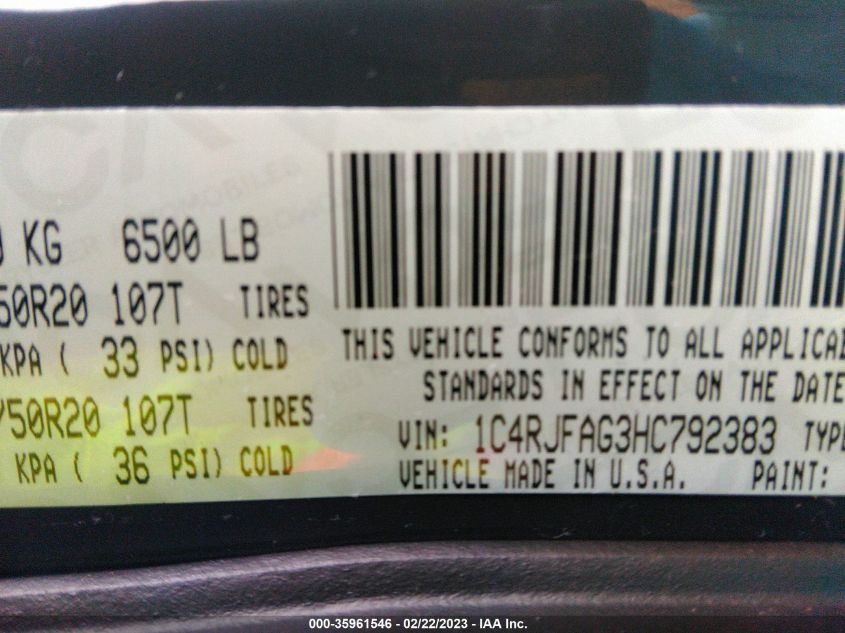 KG 6500 LB
50R20 107T TIRES
KPA ( 33 PSI) COLD
/50R20 107T TIRES
KPA ( 36 PSI) COLD
THIS VEHICLE CONFORMS TO ALL
STANDARDS IN EFFECT ON THE DATE
VIN: 1C4RJFAG3HC792383 TYPE
VEHICLE MADE IN U.S.A. PAINT:
000-35961546 - 02/22/2023 - IAA Inc.